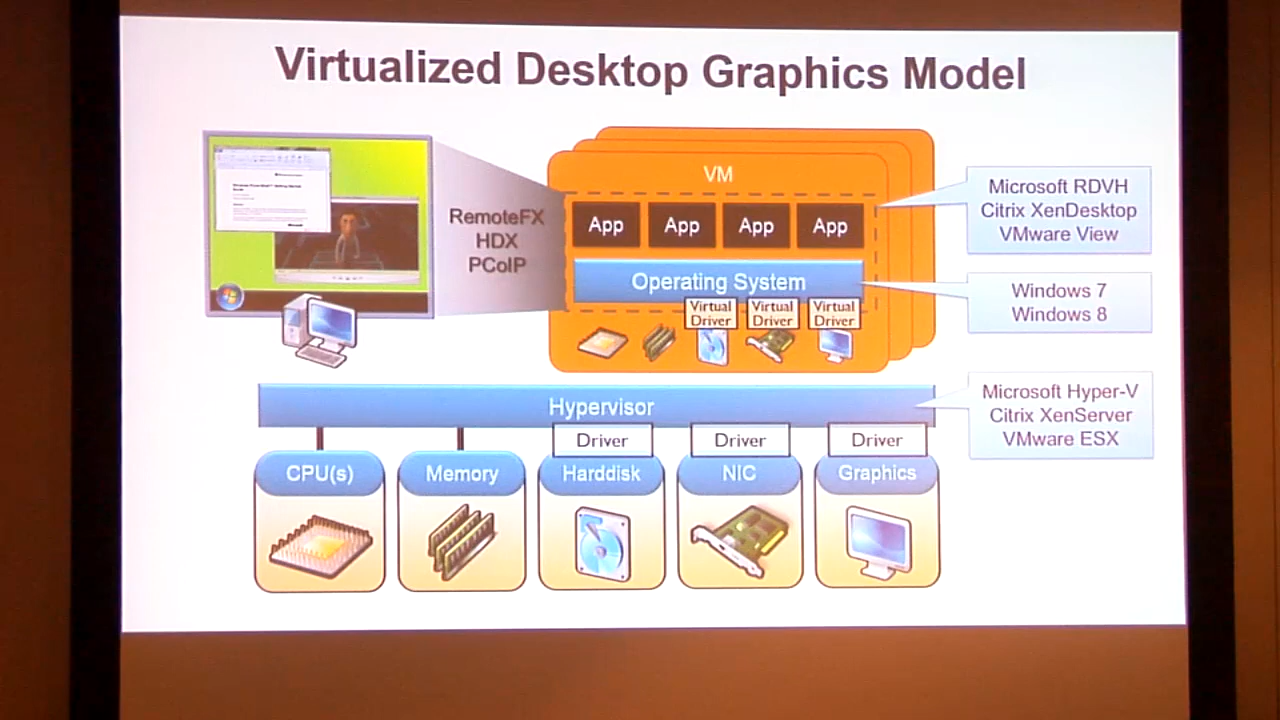 Virtualized Desktop Graphics Model
RemoteFX
HDX
PCoIP
VM
App
App
App
App
Operating System
Virtual
Driver
Virtual
Driver
Virtual
Driver
Microsoft RDVH
Citrix XenDesktop
VMware View
Windows 7
Windows 8
Hypervisor
Microsoft Hyper-V
Citrix XenServer
VMware ESX
Driver
Driver
Driver
CPU(s)
Memory
Harddisk
NIC
Graphics